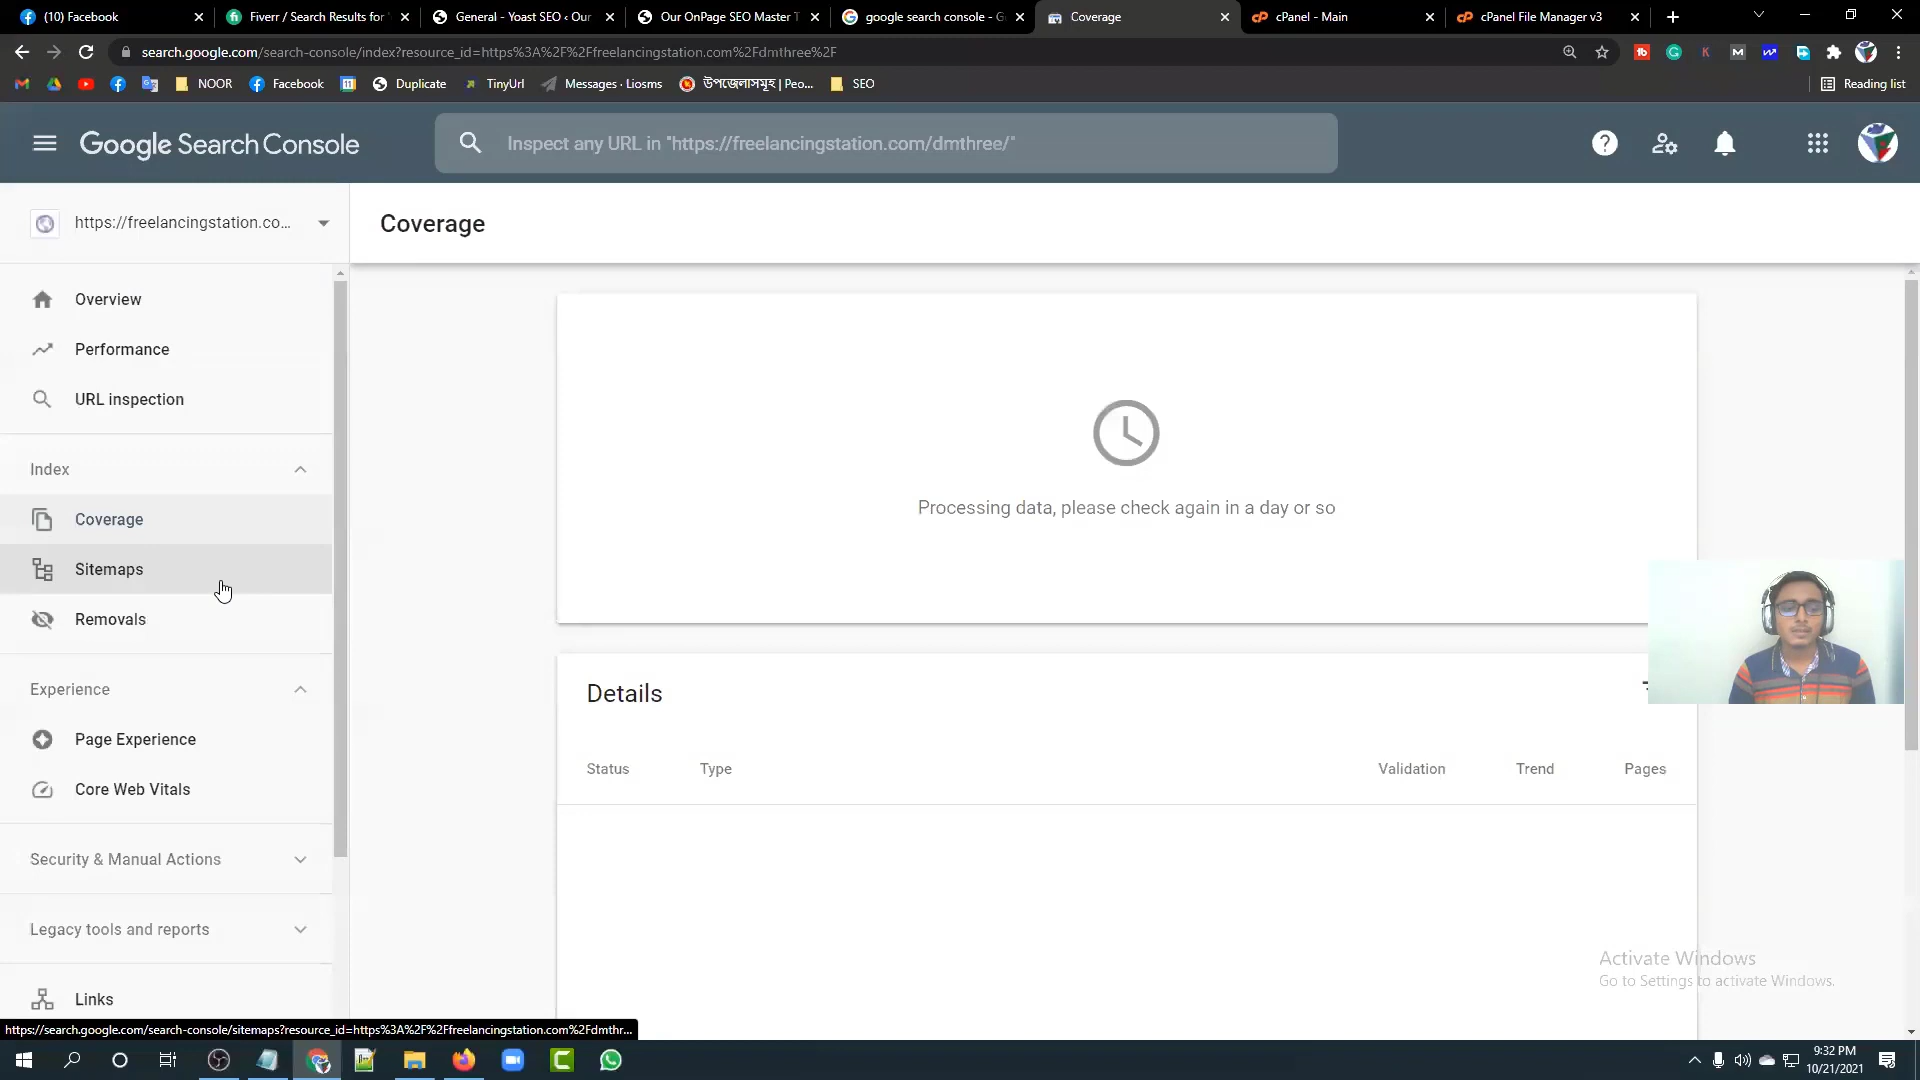 (10) Facebook
Fiverr / Search Results for '
General - Yoast SEO ‹ Our
Our OnPage SEO Master T
google search console - G
Coverage
cPanel - Main
cPanel File Manager v3
search.google.com/search-console/index?resource_id=https%3A%2F%2Ffreelancingstation.com%2Fdmthree%2F
NOOR
Facebook
Duplicate
TinyUrl
Messages · Liosms
উপজেলাসমূহ | Peo...
SEO
Reading list
Google Search Console
Inspect any URL in "https://freelancingstation.com/dmthree/"
https://freelancingstation.co...
Coverage
Overview
Performance
URL inspection
Index
Coverage
Sitemaps
Removals
Experience
Page Experience
Core Web Vitals
Security & Manual Actions
Legacy tools and reports
Links
Processing data, please check again in a day or so
Details
Status Type Validation Trend Pages
Activate Windows
Go to Settings to activate Windows.
https://search.google.com/search-console/sitemaps?resource_id=https%3A%2F%2Ffreelancingstation.com%2Fdmthr...
9:32 PM
10/21/2021